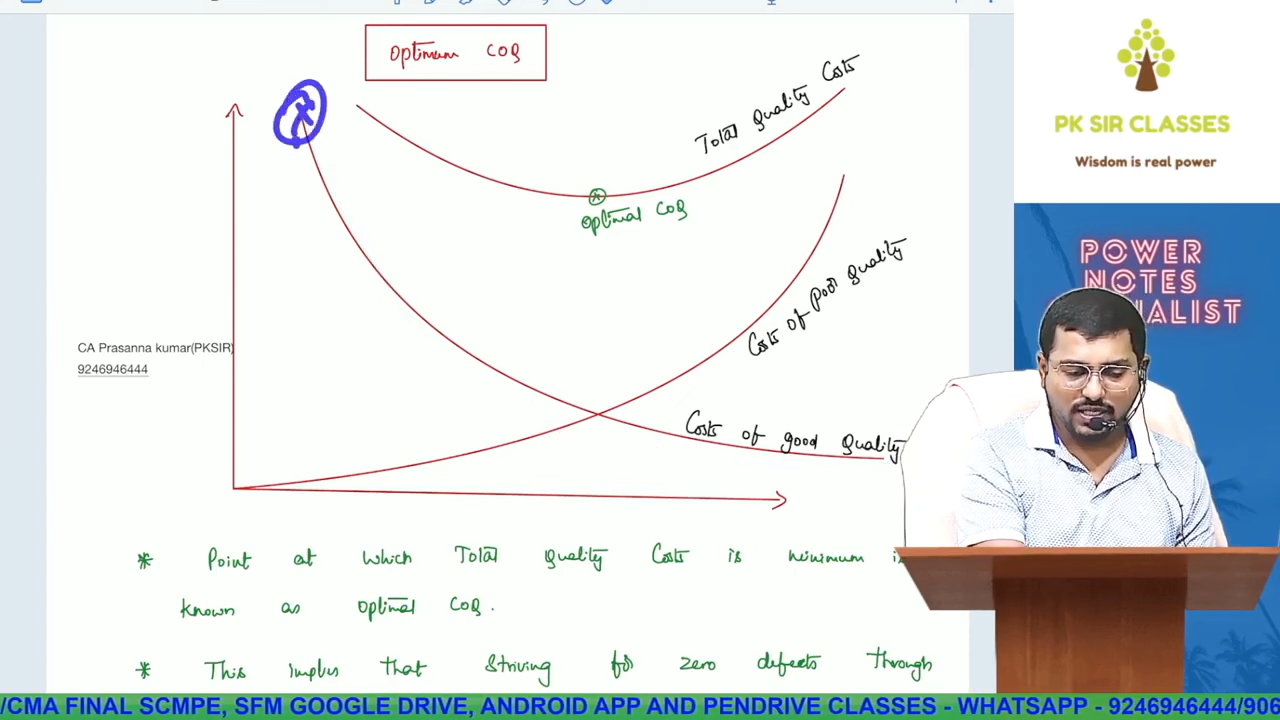 Optimum COQ
PK SIR CLASSES
Wisdom is real power
Total Quality Costs
Optimal COQ
Costs of Poor Quality
Costs of good Quality
CA Prasanna kumar(PKSIR)
9246946444
POWER
NOTES
IALIST
* Point at which Total Quality Costs is minimum
known as optimal COQ.
* This implies that striving for zero defects Through
/CMA FINAL SCMPE, SFM GOOGLE DRIVE, ANDROID APP AND PENDRIVE CLASSES - WHATSAPP - 9246946444/906